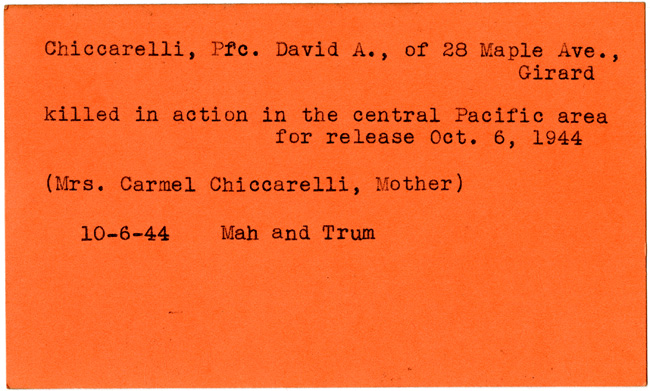 Chiccarelli, Pfc. David A., of 28 Maple Ave.,
Girard
killed in action in the central Pacific area
for release Oct. 6, 1944
(Mrs. Carmel Chiccarelli, Mother)
10-6-44 Mah and Trum